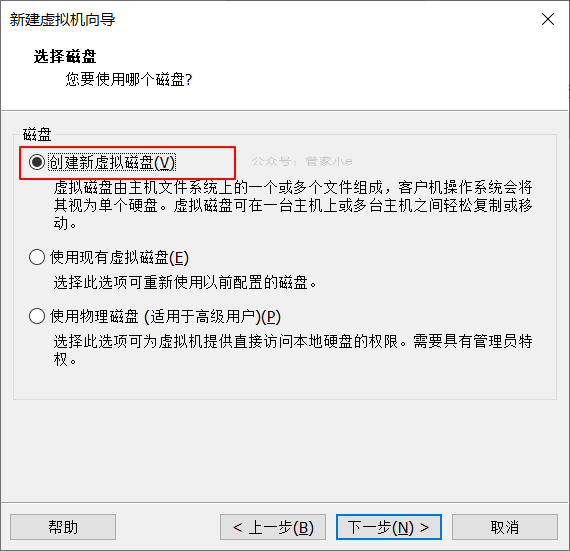 新建虚拟机向导
选择磁盘
您要使用哪个磁盘?
磁盘
创建新虚拟磁盘(V)
公众号：管家小e
虚拟磁盘由主机文件系统上的一个或多个文件组成，客户机操作系统会将
其视为单个硬盘。虚拟磁盘可在一台主机上或多台主机之间轻松复制或移
动。
使用现有虚拟磁盘(E)
选择此选项可重新使用以前配置的磁盘。
使用物理磁盘 (适用于高级用户)(P)
选择此选项可为虚拟机提供直接访问本地硬盘的权限。需要具有管理员特
权。
帮助
< 上一步(B)
下一步(N) >
取消